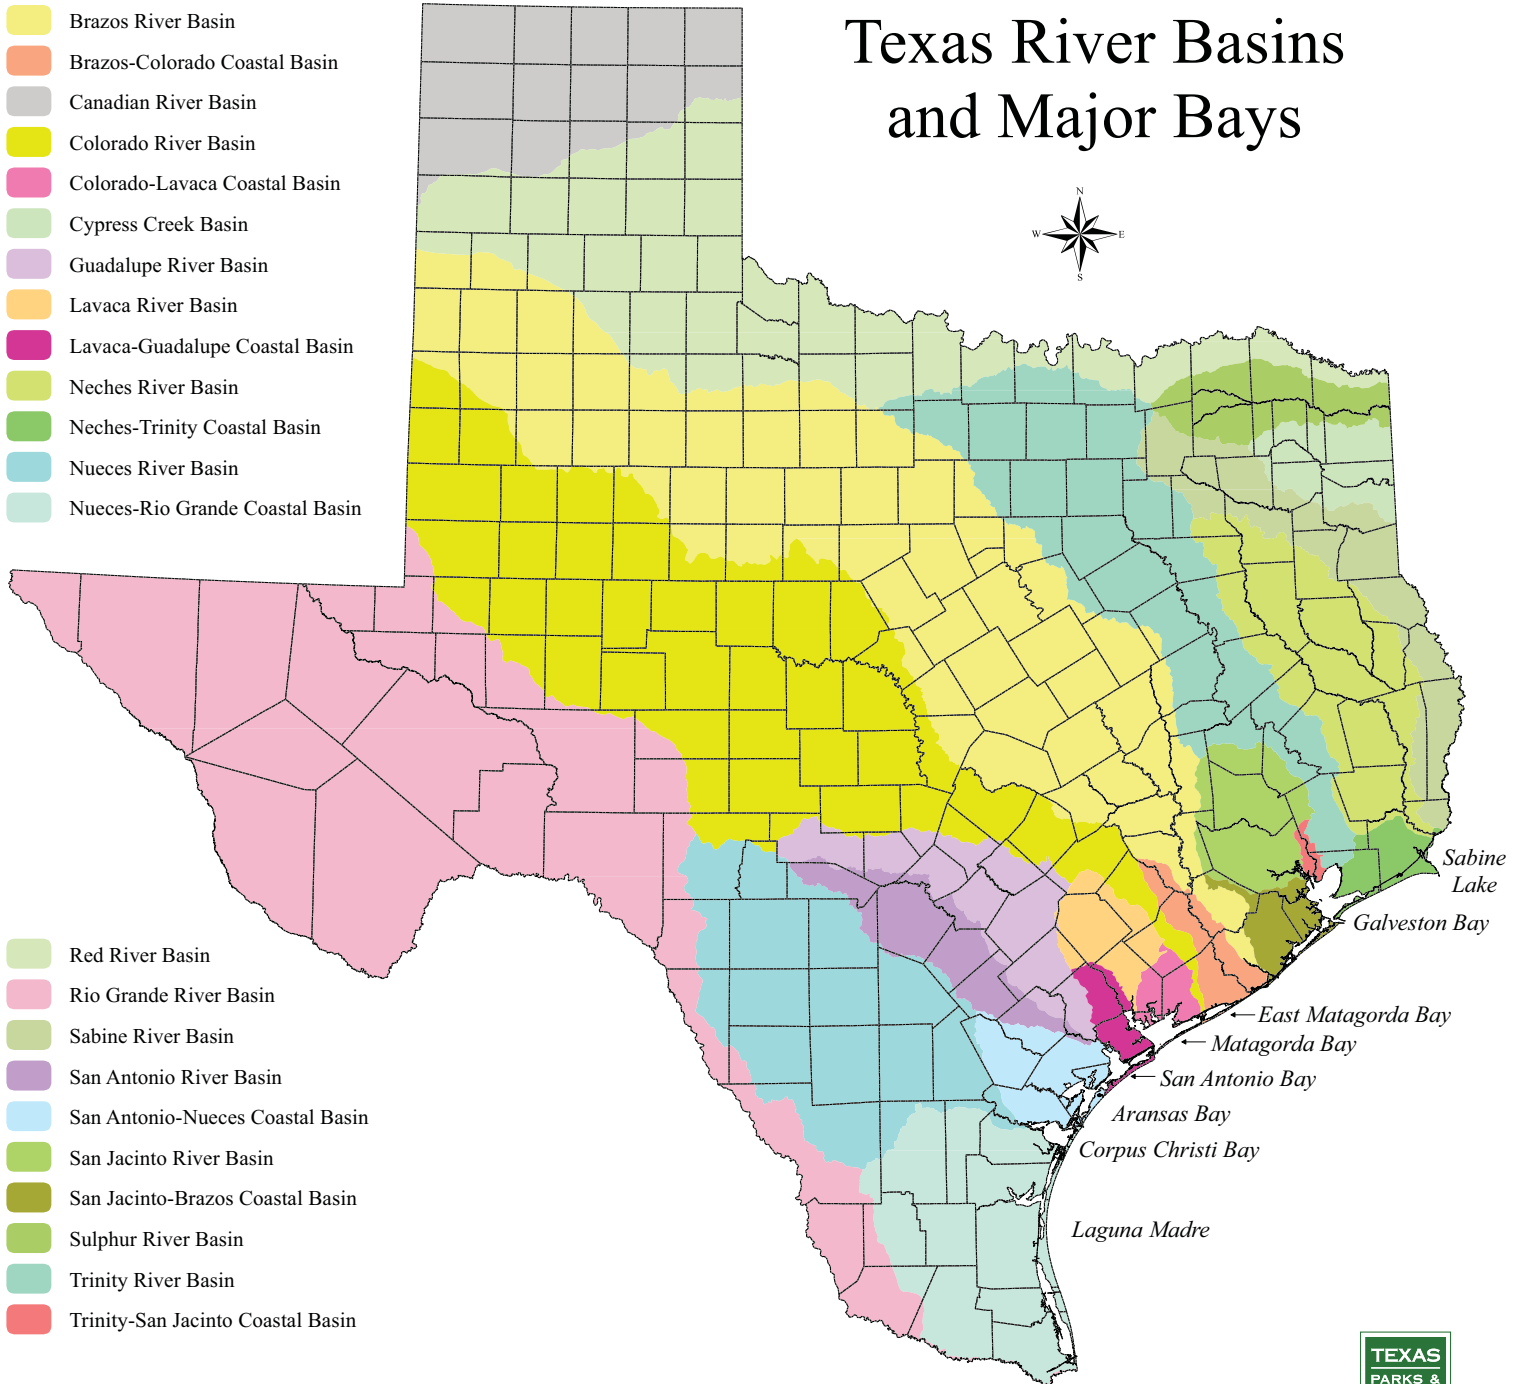 Texas River Basins
and Major Bays
Brazos River Basin
Brazos-Colorado Coastal Basin
Canadian River Basin
Colorado River Basin
Colorado-Lavaca Coastal Basin
Cypress Creek Basin
Guadalupe River Basin
Lavaca River Basin
Lavaca-Guadalupe Coastal Basin
Neches River Basin
Neches-Trinity Coastal Basin
Nueces River Basin
Nueces-Rio Grande Coastal Basin
N
W
E
S
Red River Basin
Rio Grande River Basin
Sabine River Basin
San Antonio River Basin
San Antonio-Nueces Coastal Basin
San Jacinto River Basin
San Jacinto-Brazos Coastal Basin
Sulphur River Basin
Trinity River Basin
Trinity-San Jacinto Coastal Basin
Sabine
Lake
Galveston Bay
East Matagorda Bay
Matagorda Bay
San Antonio Bay
Aransas Bay
Corpus Christi Bay
Laguna Madre
TEXAS
PARKS &